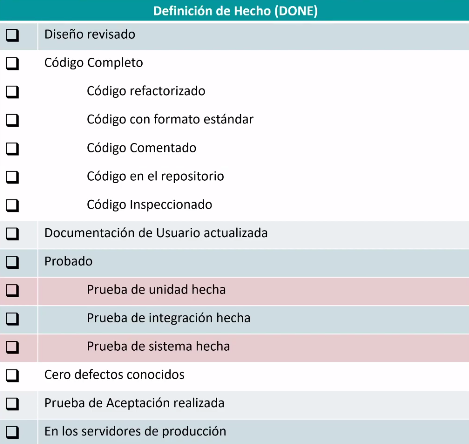 Definición de Hecho (DONE)
Diseño revisado
Código Completo
Código refactorizado
Código con formato estándar
Código Comentado
Código en el repositorio
Código Inspeccionado
Documentación de Usuario actualizada
Probado
Prueba de unidad hecha
Prueba de integración hecha
Prueba de sistema hecha
Cero defectos conocidos
Prueba de Aceptación realizada
En los servidores de producción